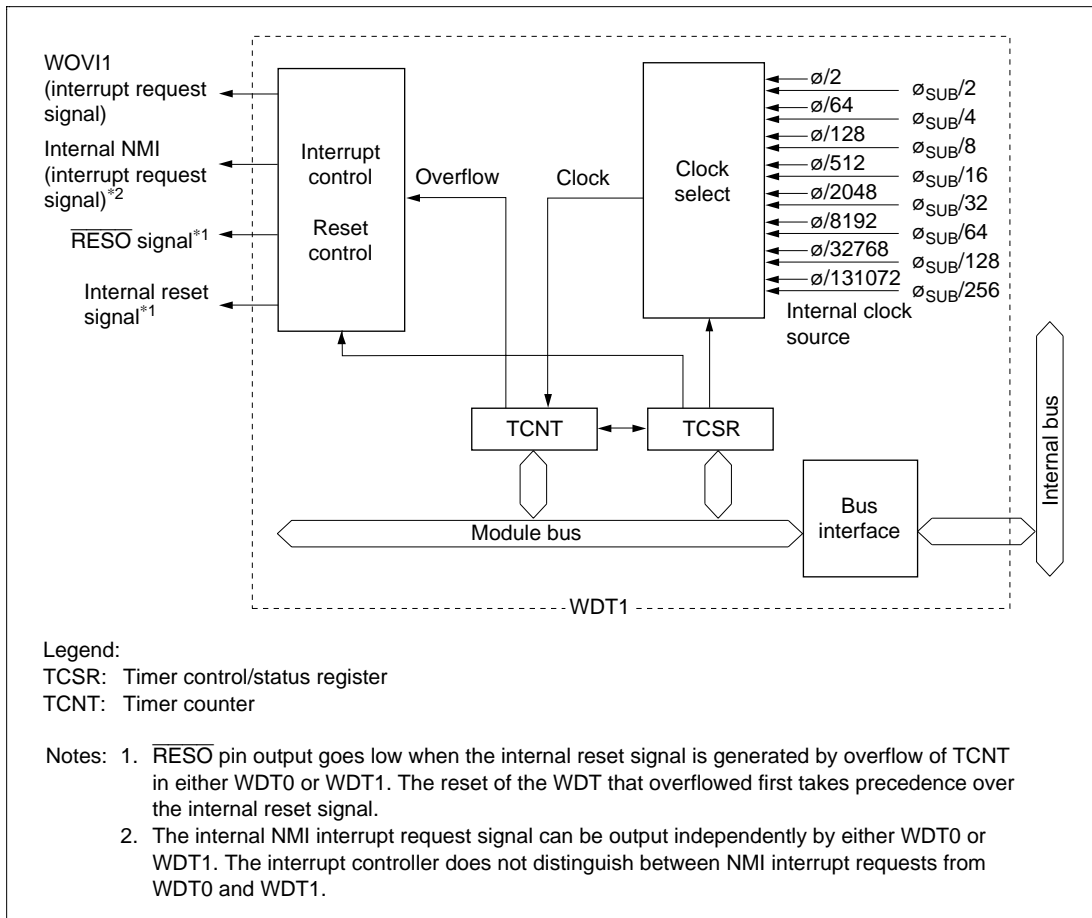 WOVI1
(interrupt request
signal)
Internal NMI
(interrupt request
signal)*2
RESO signal*1
Internal reset
signal*1
Interrupt
control
Reset
control
Overflow
Clock
Clock
select
ø/2
øSUB/2
ø/64
øSUB/4
ø/128
øSUB/8
ø/512
øSUB/16
ø/2048
øSUB/32
ø/8192
øSUB/64
ø/32768
øSUB/128
ø/131072
øSUB/256
Internal clock
source
TCNT
TCSR
Module bus
Bus
interface
Internal bus
WDT1
Legend:
TCSR: Timer control/status register
TCNT: Timer counter
Notes: 1. RESO pin output goes low when the internal reset signal is generated by overflow of TCNT
in either WDT0 or WDT1. The reset of the WDT that overflowed first takes precedence over
the internal reset signal.
2. The internal NMI interrupt request signal can be output independently by either WDT0 or
WDT1. The interrupt controller does not distinguish between NMI interrupt requests from
WDT0 and WDT1.